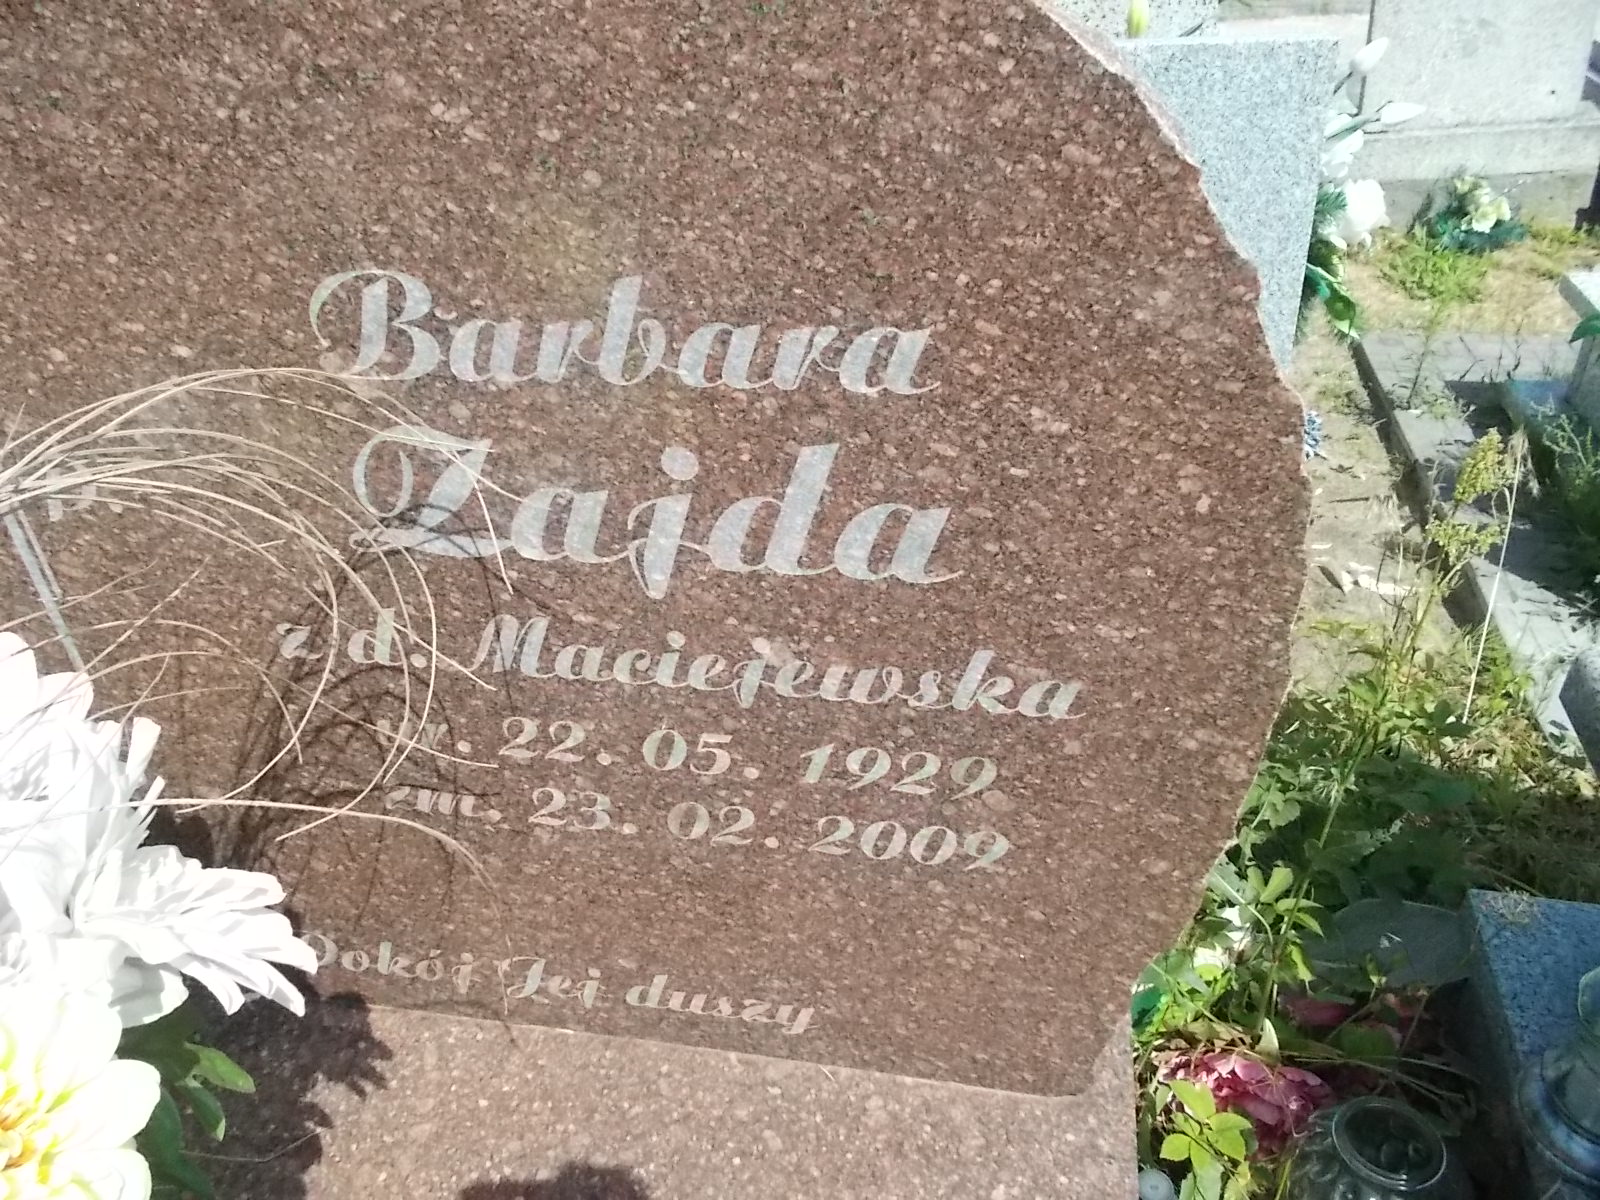 Barbara
Zajda
z d. Maciejewska
ur. 22. 05. 1929
zm. 23. 02. 2009
Pokój Jej duszy